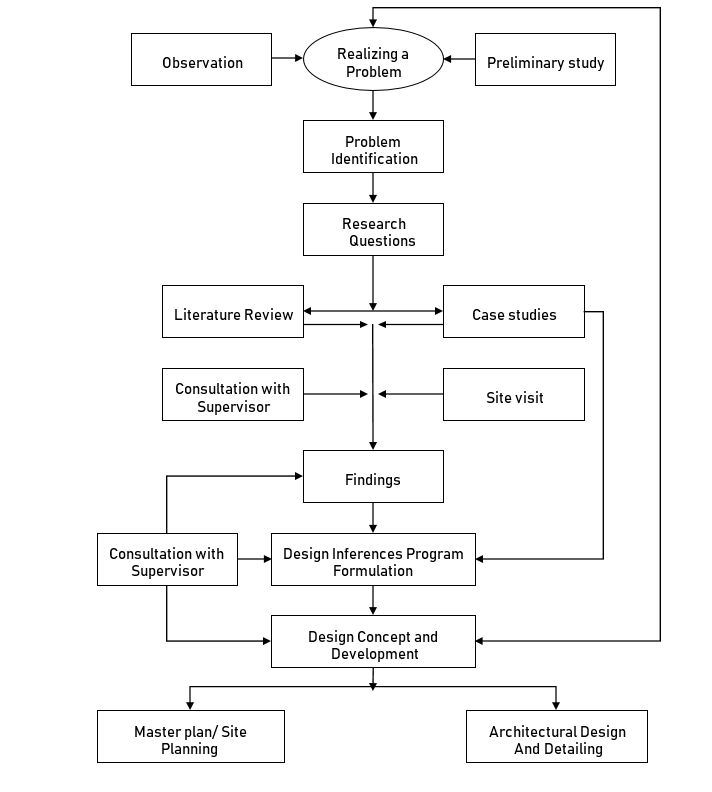 Observation
Realizing a
Problem
Preliminary study
Problem
Identification
Research
Questions
Literature Review
Case studies
Consultation with
Supervisor
Site visit
Findings
Consultation with
Supervisor
Design Inferences Program
Formulation
Design Concept and
Development
Master plan/ Site
Planning
Architectural Design
And Detailing